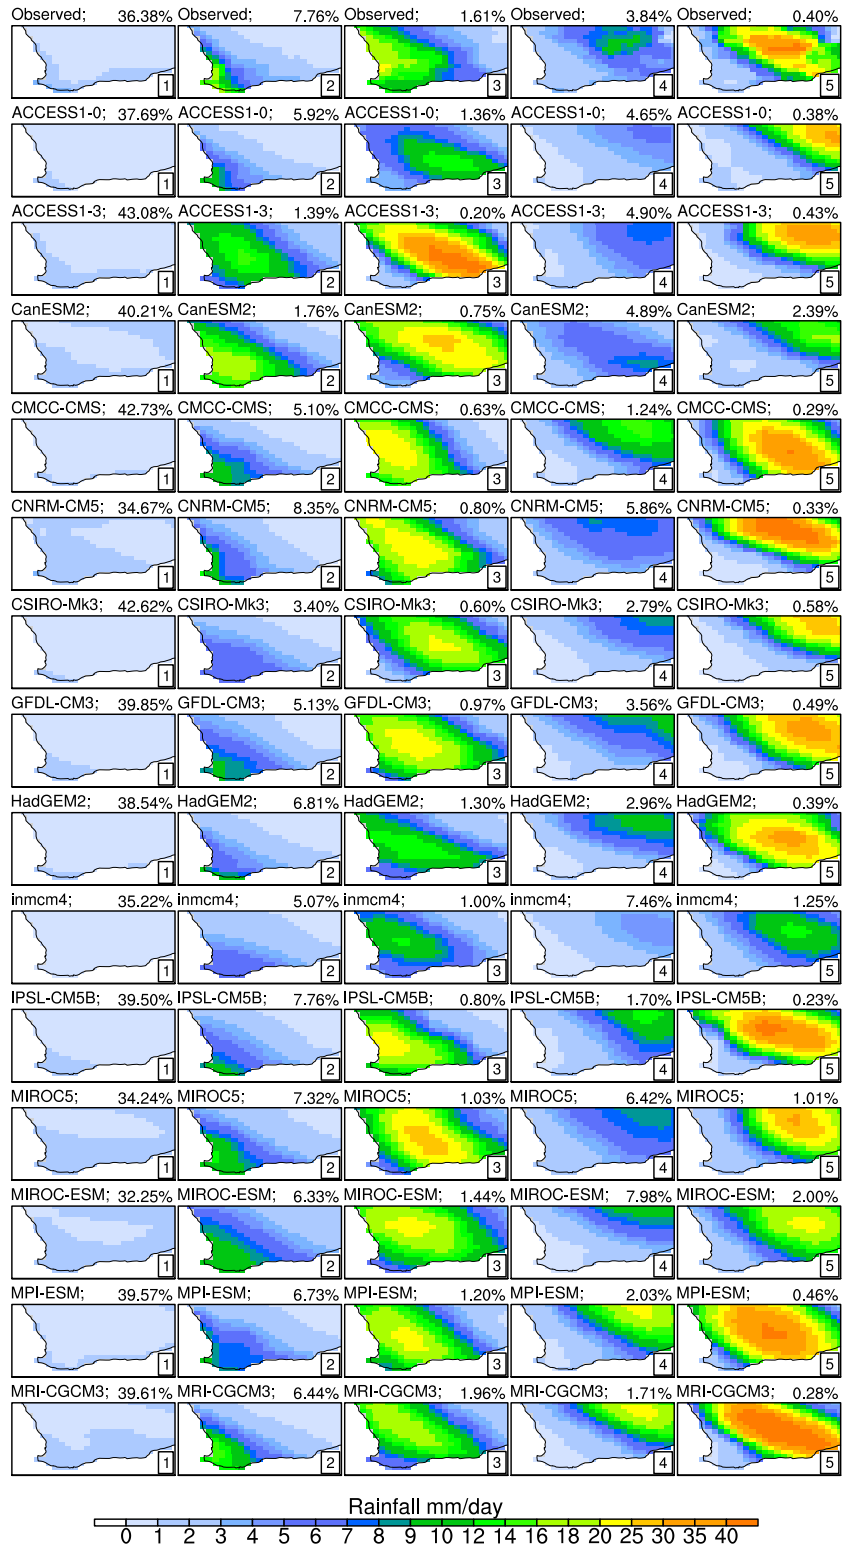 Observed; 36.38% Observed; 7.76% Observed; 1.61% Observed; 3.84% Observed; 0.40%
1 2 3 4 5
ACCESS1-0; 37.69% ACCESS1-0; 5.92% ACCESS1-0; 1.36% ACCESS1-0; 4.65% ACCESS1-0; 0.38%
1 2 3 4 5
ACCESS1-3; 43.08% ACCESS1-3; 1.39% ACCESS1-3; 0.20% ACCESS1-3; 4.90% ACCESS1-3; 0.43%
1 2 3 4 5
CanESM2; 40.21% CanESM2; 1.76% CanESM2; 0.75% CanESM2; 4.89% CanESM2; 2.39%
1 2 3 4 5
CMCC-CMS; 42.73% CMCC-CMS; 5.10% CMCC-CMS; 0.63% CMCC-CMS; 1.24% CMCC-CMS; 0.29%
1 2 3 4 5
CNRM-CM5; 34.67% CNRM-CM5; 8.35% CNRM-CM5; 0.80% CNRM-CM5; 5.86% CNRM-CM5; 0.33%
1 2 3 4 5
CSIRO-Mk3; 42.62% CSIRO-Mk3; 3.40% CSIRO-Mk3; 0.60% CSIRO-Mk3; 2.79% CSIRO-Mk3; 0.58%
1 2 3 4 5
GFDL-CM3; 39.85% GFDL-CM3; 5.13% GFDL-CM3; 0.97% GFDL-CM3; 3.56% GFDL-CM3; 0.49%
1 2 3 4 5
HadGEM2; 38.54% HadGEM2; 6.81% HadGEM2; 1.30% HadGEM2; 2.96% HadGEM2; 0.39%
1 2 3 4 5
inmcm4; 35.22% inmcm4; 5.07% inmcm4; 1.00% inmcm4; 7.46% inmcm4; 1.25%
1 2 3 4 5
IPSL-CM5B; 39.50% IPSL-CM5B; 7.76% IPSL-CM5B; 0.80% IPSL-CM5B; 1.70% IPSL-CM5B; 0.23%
1 2 3 4 5
MIROC5; 34.24% MIROC5; 7.32% MIROC5; 1.03% MIROC5; 6.42% MIROC5; 1.01%
1 2 3 4 5
MIROC-ESM; 32.25% MIROC-ESM; 6.33% MIROC-ESM; 1.44% MIROC-ESM; 7.98% MIROC-ESM; 2.00%
1 2 3 4 5
MPI-ESM; 39.57% MPI-ESM; 6.73% MPI-ESM; 1.20% MPI-ESM; 2.03% MPI-ESM; 0.46%
1 2 3 4 5
MRI-CGCM3; 39.61% MRI-CGCM3; 6.44% MRI-CGCM3; 1.96% MRI-CGCM3; 1.71% MRI-CGCM3; 0.28%
1 2 3 4 5
Rainfall mm/day
0 1 2 3 4 5 6 7 8 9 10 12 14 16 18 20 25 30 35 40